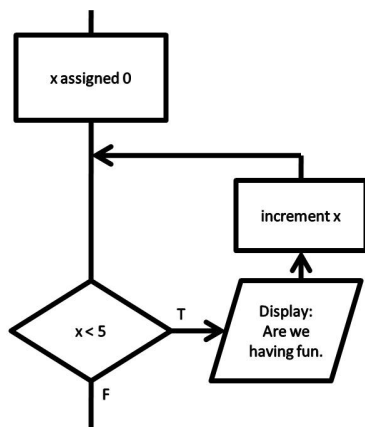 x assigned 0
increment x
x < 5
T
Display:
Are we
having fun.
F